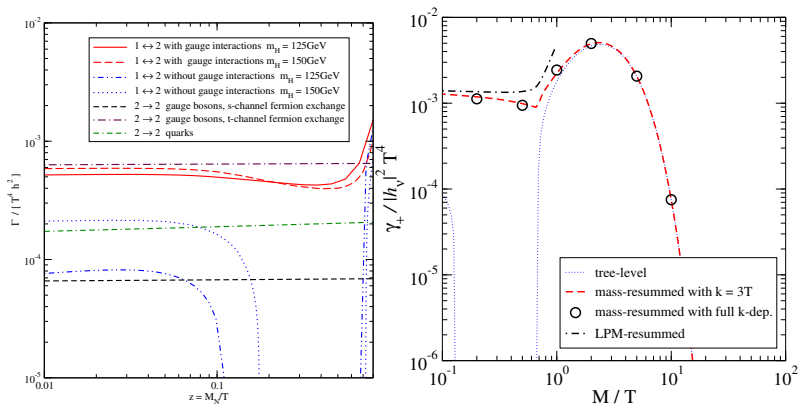 1 ↔ 2 with gauge interactions m_H = 125GeV
1 ↔ 2 with gauge interactions m_H = 150GeV
1 ↔ 2 without gauge interactions m_H = 125GeV
1 ↔ 2 without gauge interactions m_H = 150GeV
2 → 2 gauge bosons, s-channel fermion exchange
2 → 2 gauge bosons, t-channel fermion exchange
2 → 2 quarks
Γ / [ T^4 h^2 ]
10^-2
10^-3
10^-4
10^-5
0.01
0.1
z = M_N/T
γ_+ / |h_ν|^2 T^4
10^-2
10^-3
10^-4
10^-5
10^-6
tree-level
mass-resummed with k = 3T
mass-resummed with full k-dep.
LPM-resummed
10^-1
10^0
10^1
10^2
M / T